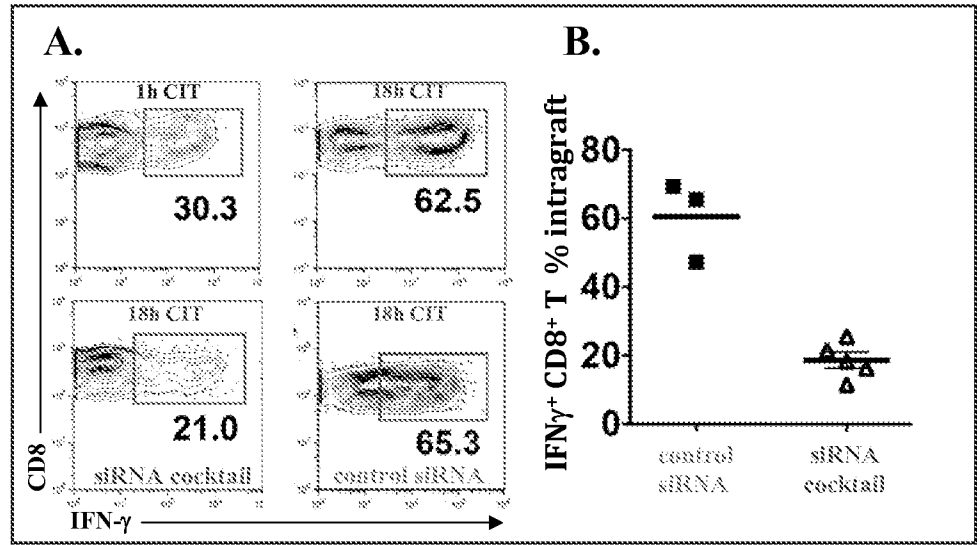 A.
1h CIT
30.3
18h CIT
62.5
18h CIT
21.0
siRNA cocktail
18h CIT
65.3
control siRNA
CD8
IFN-γ
B.
IFNγ⁺ CD8⁺ T % intragraft
80
60
40
20
0
control
siRNA
siRNA
cocktail